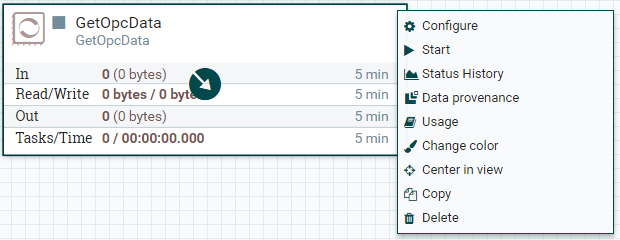 GetOpcData
GetOpcData
In 0 (0 bytes) 5 min
Read/Write 0 bytes / 0 5 min
Out 0 (0 bytes) 5 min
Tasks/Time 0 / 00:00:00.000 5 min
Configure
Start
Status History
Data provenance
Usage
Change color
Center in view
Copy
Delete